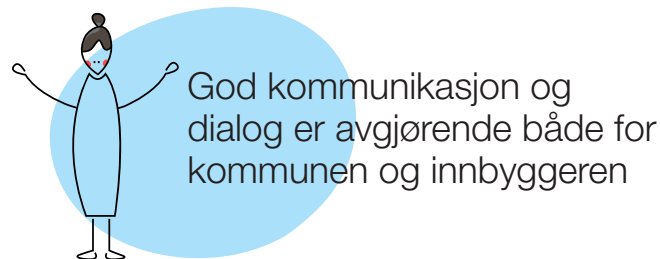 God kommunikasjon og
dialog er avgjørende både for
kommunen og innbyggeren